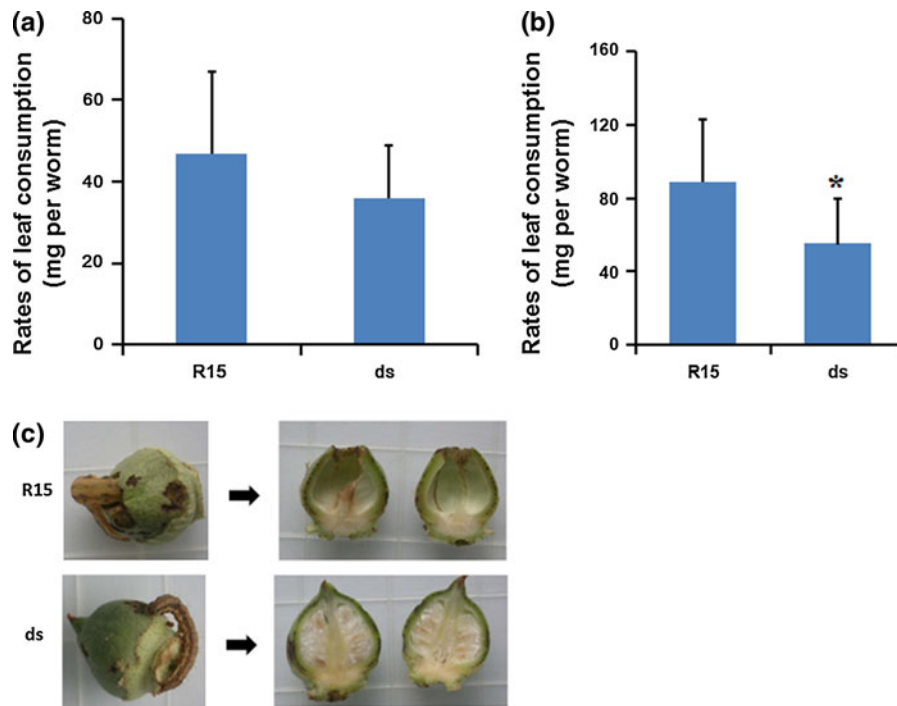 (a)
Rates of leaf consumption
(mg per worm)
80
60
40
20
0
R15
ds
(b)
Rates of leaf consumption
(mg per worm)
160
120
80
40
0
*
R15
ds
(c)
R15
ds